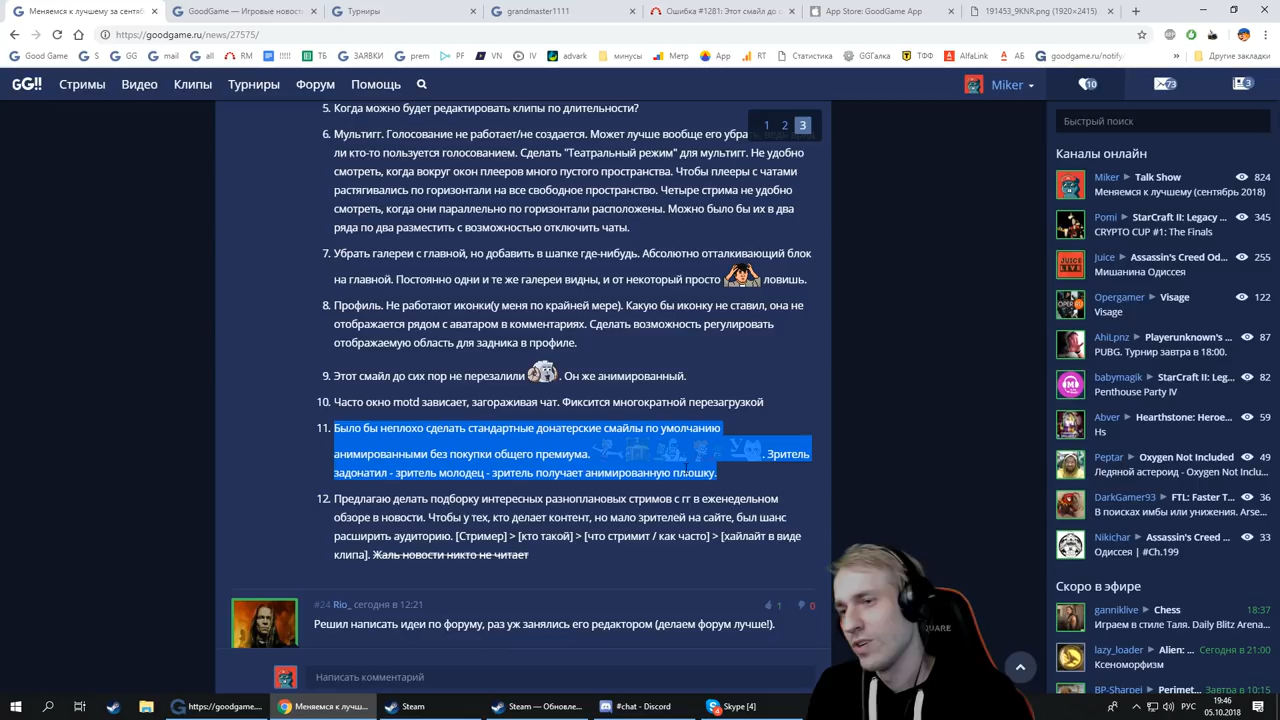 Меняемся к лучшему (сентя
GoodGame — Игровые новост
Турниры
grandmaster1111
Ошибка #1281: Этот смайл до
App Store: GoodGame App
191453_9KNR.png (1920×2415)
https://goodgame.ru/news/27575/
Good Game
G
S
GG
G
mail
G
all
RM
!!!!!
ТБ
ЗАЯВКИ
G
prem
PF
VN
IV
advark
минусы
Метр
App
RT
Статистика
GGГалка
ТФФ
AlfaLink
АБ
goodgame.ru/notify
Другие закладки
GG!!
Стримы
Видео
Клипы
Турниры
Форум
Помощь
Miker
10
73
3
1 2 3
5. Когда можно будет редактировать клипы по длительности?
6. Мультигг. Голосование не работает/не создается. Может лучше вообще его убрать
ли кто-то пользуется голосованием. Сделать "Театральный режим" для мультигг. Не удобно
смотреть, когда вокруг окон плееров много пустого пространства. Чтобы плееры с чатами
растягивались по горизонтали на все свободное пространство. Четыре стрима не удобно
смотреть, когда они параллельно по горизонтали расположены. Можно было бы их в два
ряда по два разместить с возможностью отключить чаты.
7. Убрать галереи с главной, но добавить в шапке где-нибудь. Абсолютно отталкивающий блок
на главной. Постоянно одни и те же галереи видны, и от некоторый просто ловишь.
8. Профиль. Не работают иконки(у меня по крайней мере). Какую бы иконку не ставил, она не
отображается рядом с аватаром в комментариях. Сделать возможность регулировать
отображаемую область для задника в профиле.
9. Этот смайл до сих пор не перезалили . Он же анимированный.
10. Часто окно motd зависает, загораживая чат. Фиксится многократной перезагрузкой
11. Было бы неплохо сделать стандартные донатерские смайлы по умолчанию
анимированными без покупки общего премиума. . Зритель
задонатил - зритель молодец - зритель получает анимированную плюшку.
12. Предлагаю делать подборку интересных разноплановых стримов с гг в еженедельном
обзоре в новости. Чтобы у тех, кто делает контент, но мало зрителей на сайте, был шанс
расширить аудиторию. [Стример] > [кто такой] > [что стримит / как часто] > [хайлайт в виде
клипа]. Жаль новости никто не читает
#24 Rio_ сегодня в 12:21
1
0
Решил написать идеи по форуму, раз уж занялись его редактором (делаем форум лучше!).
Написать комментарий
Быстрый поиск
Каналы онлайн
Miker Talk Show 824
Меняемся к лучшему (сентябрь 2018)
Pomi StarCraft II: Legacy ... 345
CRYPTO CUP #1: The Finals
Juice Assassin's Creed Od... 255
Мишанина Одиссея
Opergamer Visage 122
Visage
AhiLpnz Playerunknown's ... 87
PUBG. Турнир завтра в 18:00.
babymagik StarCraft II: Leg... 60
Penthouse Party IV
Abver Hearthstone: Heroe... 59
Hs
Peptar Oxygen Not Included 46
Ледяной астероид - Oxygen Not Inclu...
DarkGamer93 FTL: Faster T... 36
В поисках имбы или унижения. Arse...
Nikichar Assassin's Creed ... 33
Одиссея | #Ch.199
Скоро в эфире
ganniklive Chess 18:37
Играем в стиле Таля. Daily Blitz Arena...
lazy_loader Alien: ... Сегодня в 21:00
Ксеноморфизм
BP-Sharpei Perimet... Завтра в 10:15
QUARE
https://goodgame....
Меняемся к лучш...
Steam
Steam — Обновле...
#chat - Discord
Skype [4]
РУС
19:46
05.10.2018